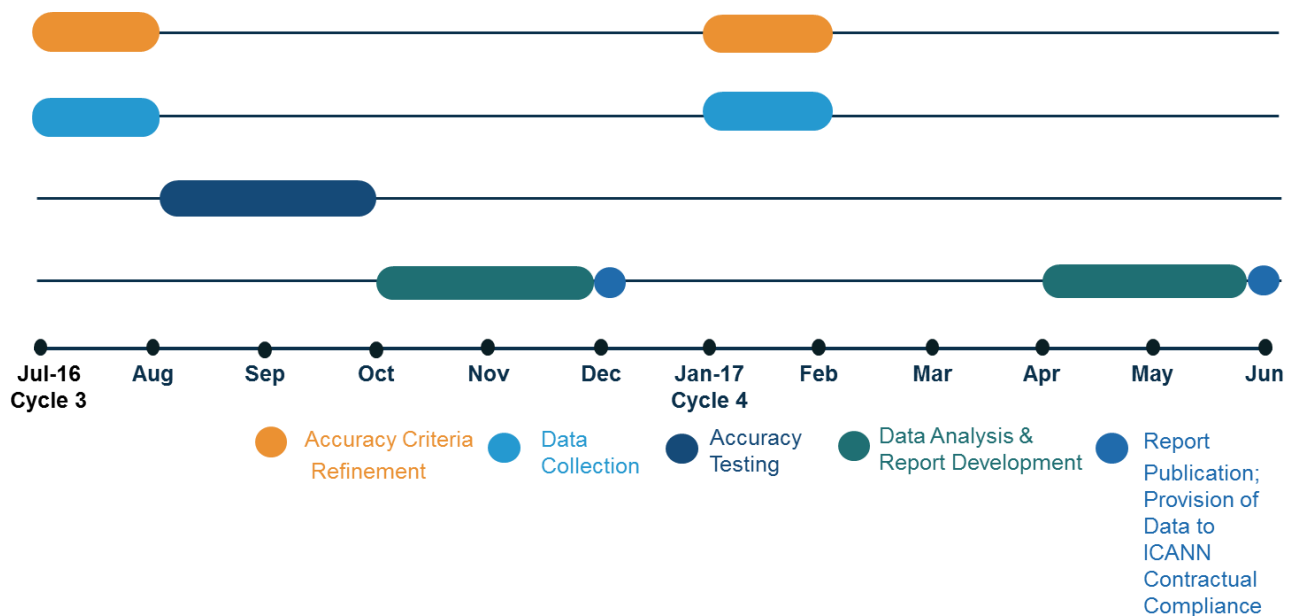 Jul-16 Aug Sep Oct Nov Dec Jan-17 Feb Mar Apr May Jun
Cycle 3 Cycle 4
Accuracy Criteria
Refinement
Data
Collection
Accuracy
Testing
Data Analysis &
Report Development
Report
Publication;
Provision of
Data to
ICANN
Contractual
Compliance